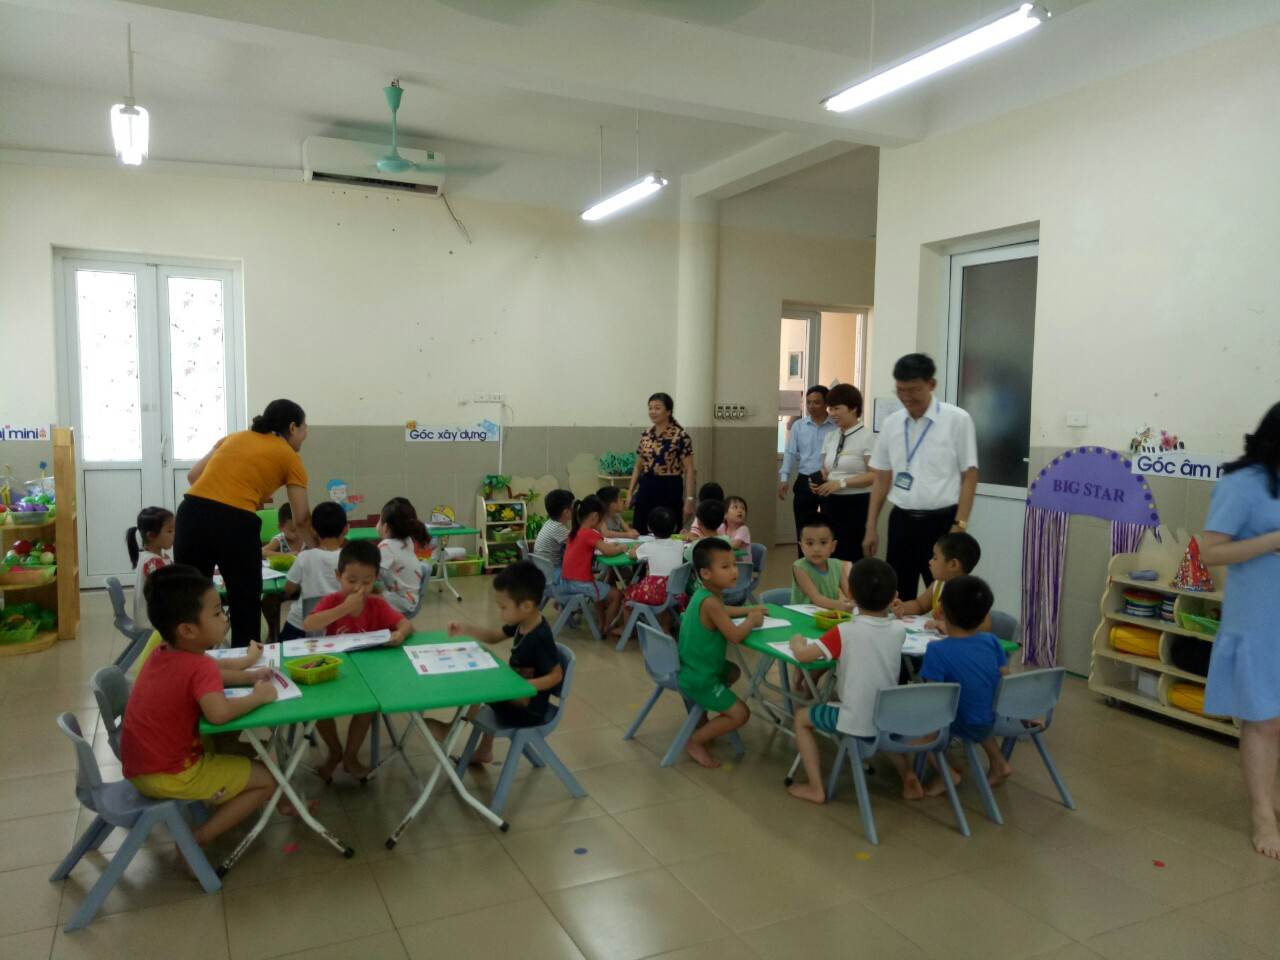 ị mini
Góc xây dựng
BIG STAR
Góc âm n